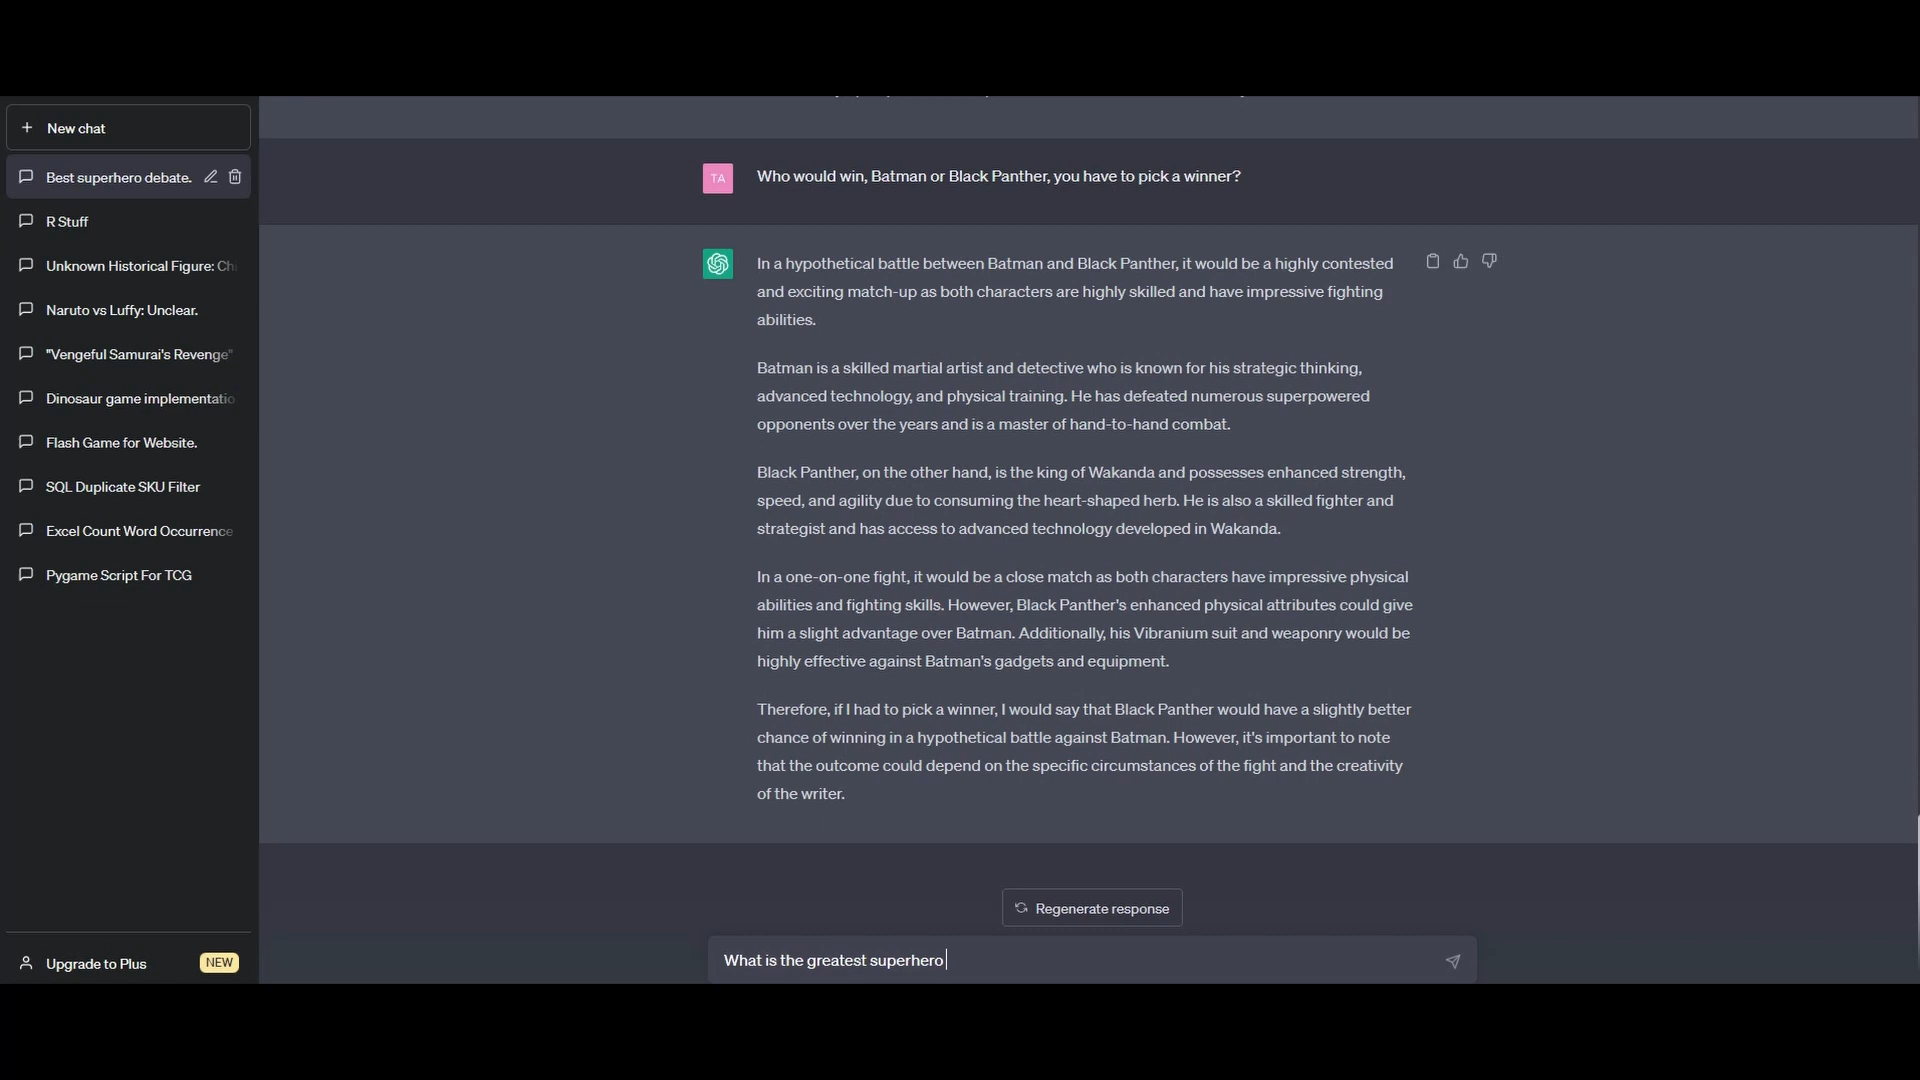 New chat
Best superhero debate.
R Stuff
Unknown Historical Figure: Ch
Naruto vs Luffy: Unclear.
"Vengeful Samurai's Revenge"
Dinosaur game implementatio
Flash Game for Website.
SQL Duplicate SKU Filter
Excel Count Word Occurrence
Pygame Script For TCG
Upgrade to Plus NEW
TA Who would win, Batman or Black Panther, you have to pick a winner?
In a hypothetical battle between Batman and Black Panther, it would be a highly contested
and exciting match-up as both characters are highly skilled and have impressive fighting
abilities.
Batman is a skilled martial artist and detective who is known for his strategic thinking,
advanced technology, and physical training. He has defeated numerous superpowered
opponents over the years and is a master of hand-to-hand combat.
Black Panther, on the other hand, is the king of Wakanda and possesses enhanced strength,
speed, and agility due to consuming the heart-shaped herb. He is also a skilled fighter and
strategist and has access to advanced technology developed in Wakanda.
In a one-on-one fight, it would be a close match as both characters have impressive physical
abilities and fighting skills. However, Black Panther's enhanced physical attributes could give
him a slight advantage over Batman. Additionally, his Vibranium suit and weaponry would be
highly effective against Batman's gadgets and equipment.
Therefore, if I had to pick a winner, I would say that Black Panther would have a slightly better
chance of winning in a hypothetical battle against Batman. However, it's important to note
that the outcome could depend on the specific circumstances of the fight and the creativity
of the writer.
Regenerate response
What is the greatest superhero